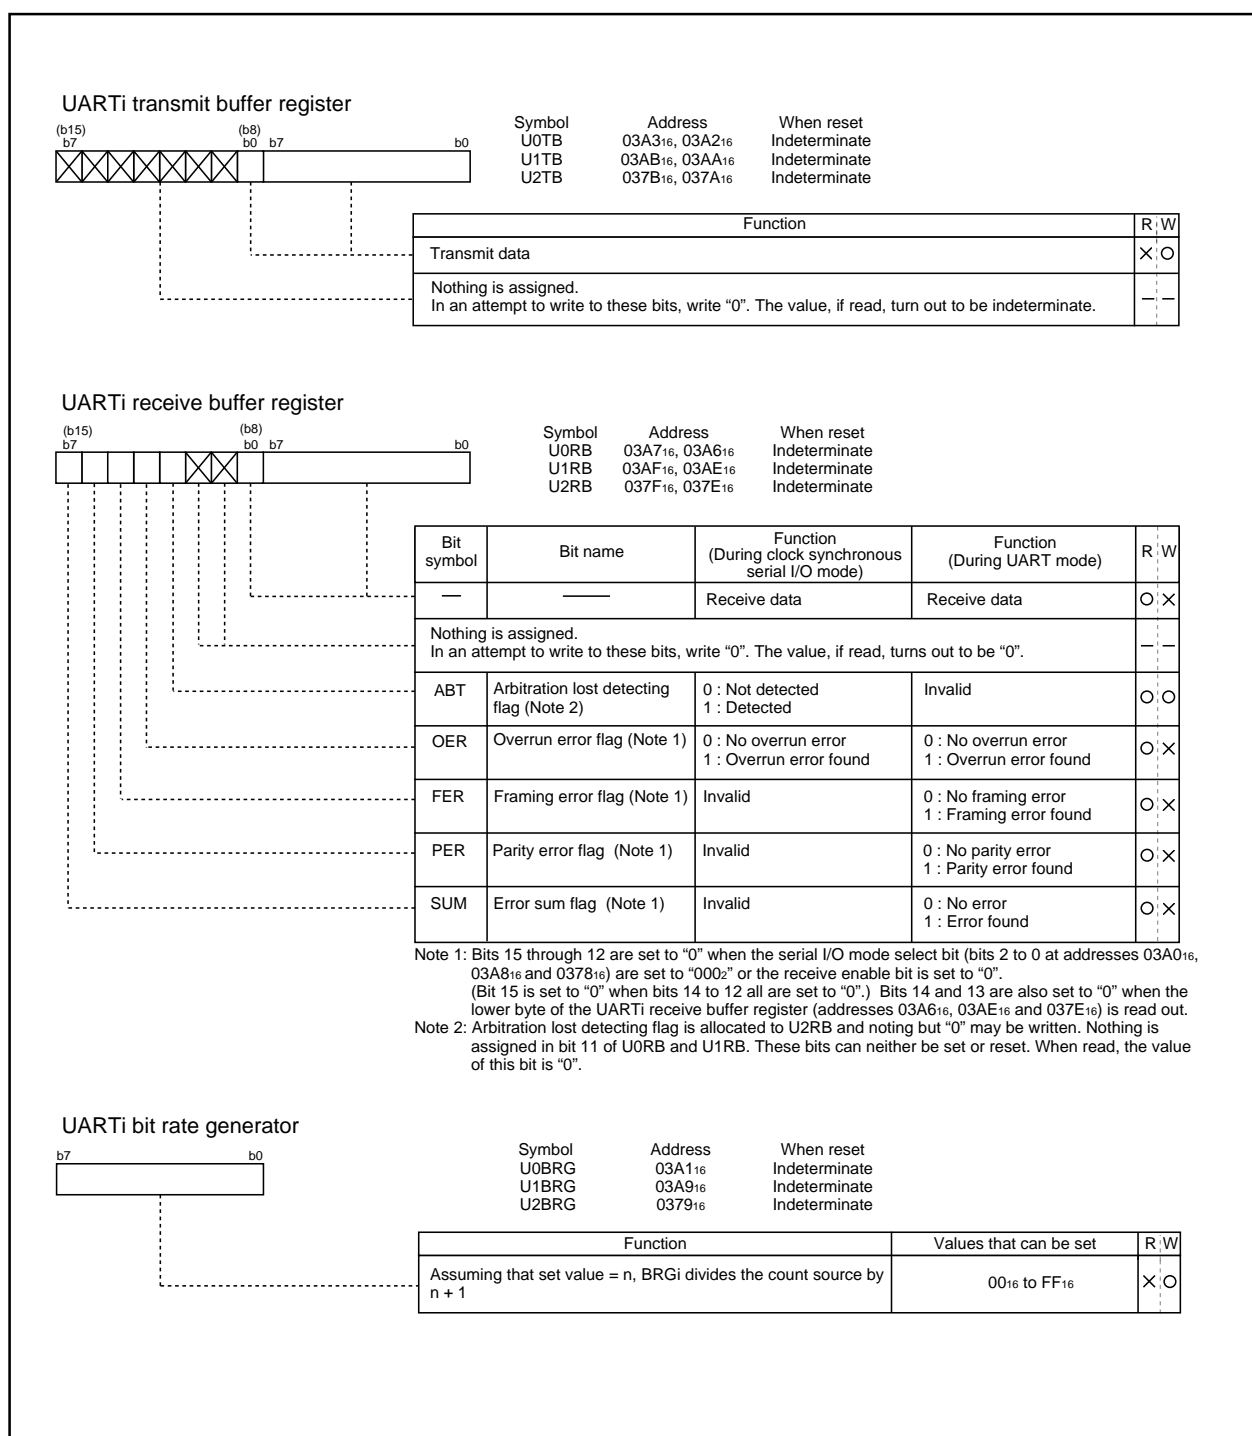 UARTi transmit buffer register
(b15) (b8)
b7 b0 b7 b0
Symbol Address When reset
U0TB 03A316, 03A216 Indeterminate
U1TB 03AB16, 03AA16 Indeterminate
U2TB 037B16, 037A16 Indeterminate
Function R W
Transmit data
Nothing is assigned.
In an attempt to write to these bits, write “0”. The value, if read, turn out to be indeterminate.
UARTi receive buffer register
(b15) (b8)
b7 b0 b7 b0
Symbol Address When reset
U0RB 03A716, 03A616 Indeterminate
U1RB 03AF16, 03AE16 Indeterminate
U2RB 037F16, 037E16 Indeterminate
Bit symbol Bit name Function (During clock synchronous serial I/O mode) Function (During UART mode) R W
— — Receive data Receive data
Nothing is assigned.
In an attempt to write to these bits, write “0”. The value, if read, turns out to be “0”.
ABT Arbitration lost detecting flag (Note 2) 0 : Not detected 1 : Detected Invalid
OER Overrun error flag (Note 1) 0 : No overrun error 1 : Overrun error found 0 : No overrun error 1 : Overrun error found
FER Framing error flag (Note 1) Invalid 0 : No framing error 1 : Framing error found
PER Parity error flag (Note 1) Invalid 0 : No parity error 1 : Parity error found
SUM Error sum flag (Note 1) Invalid 0 : No error 1 : Error found
Note 1: Bits 15 through 12 are set to “0” when the serial I/O mode select bit (bits 2 to 0 at addresses 03A016,
03A816 and 037816) are set to “0002” or the receive enable bit is set to “0”.
(Bit 15 is set to “0” when bits 14 to 12 all are set to “0”.) Bits 14 and 13 are also set to “0” when the
lower byte of the UARTi receive buffer register (addresses 03A616, 03AE16 and 037E16) is read out.
Note 2: Arbitration lost detecting flag is allocated to U2RB and noting but “0” may be written. Nothing is
assigned in bit 11 of U0RB and U1RB. These bits can neither be set or reset. When read, the value
of this bit is “0”.
UARTi bit rate generator
b7 b0
Symbol Address When reset
U0BRG 03A116 Indeterminate
U1BRG 03A916 Indeterminate
U2BRG 037916 Indeterminate
Function Values that can be set R W
Assuming that set value = n, BRGi divides the count source by
n + 1
0016 to FF16